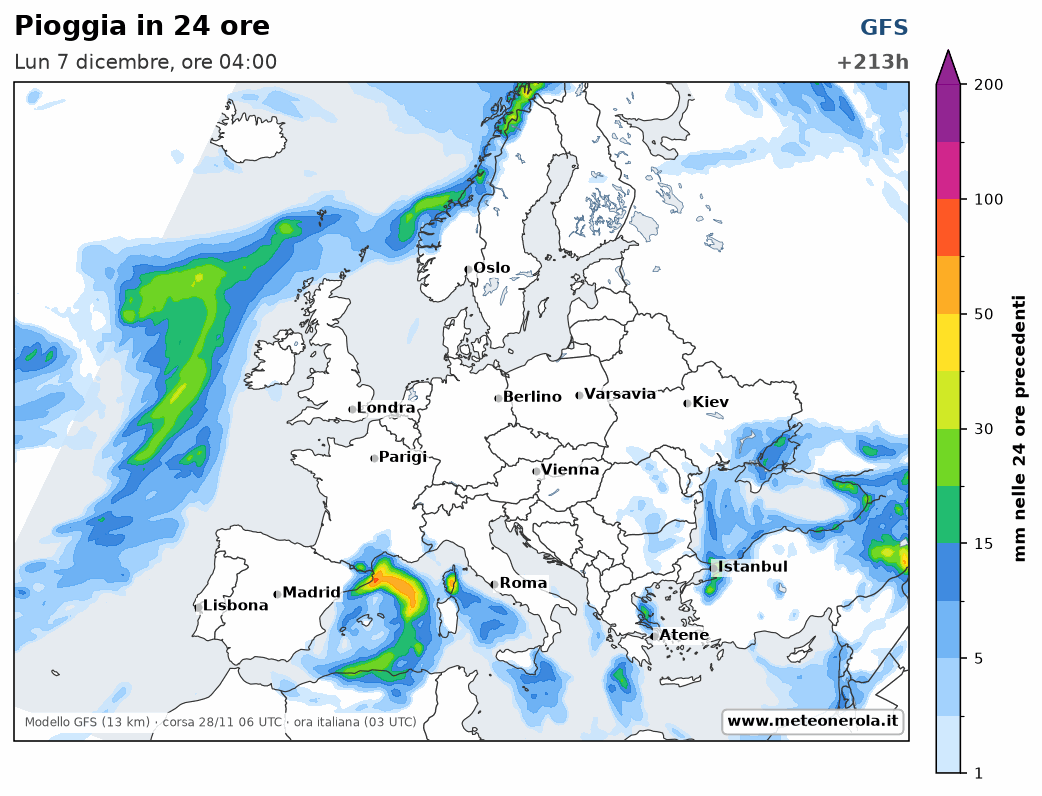 Pioggia in 24 ore
GFS
Lun 7 dicembre, ore 04:00
+213h
200
100
50
30
15
5
1
mm nelle 24 ore precedenti
Oslo
Berlino
Varsavia
Londra
Kiev
Parigi
Vienna
Istanbul
Madrid
Roma
Lisbona
Atene
Modello GFS (13 km) · corsa 28/11 06 UTC · ora italiana (03 UTC)
www.meteonerola.it